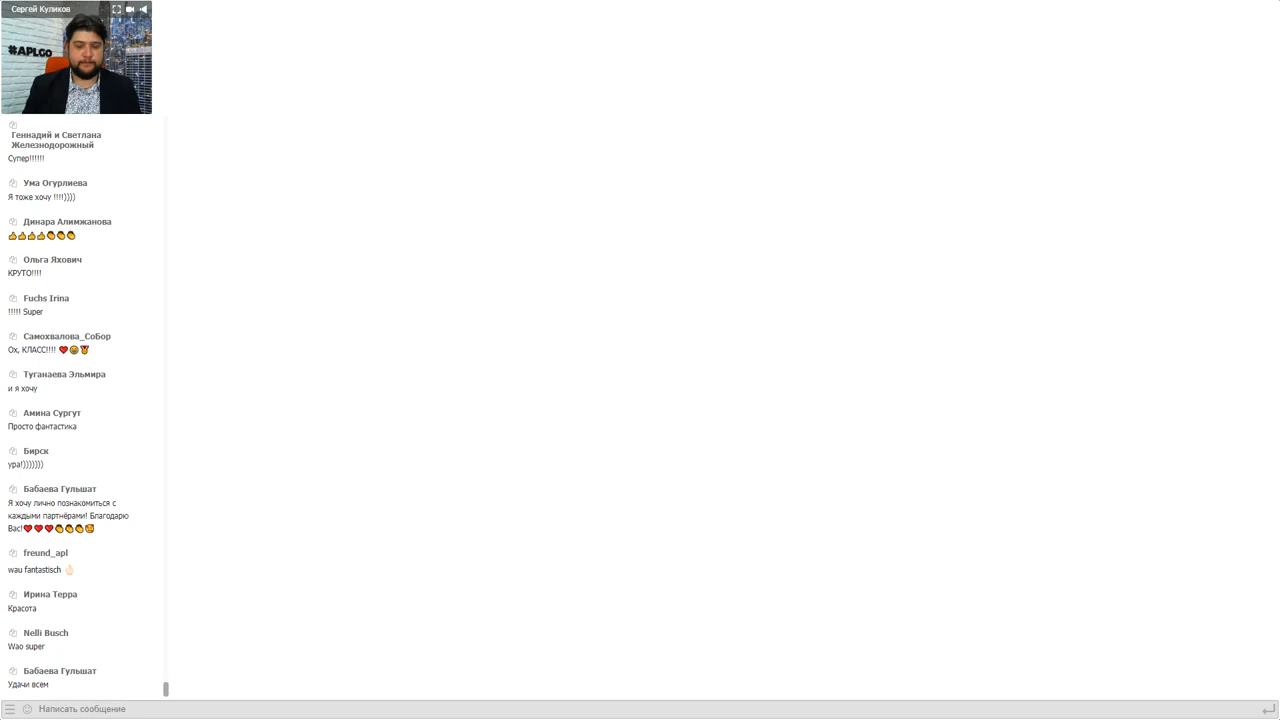 Сергей Куликов
#APLGO
Геннадий и Светлана
Железнодорожный
Супер!!!!!!
Ума Огурлиева
Я тоже хочу !!!!))))
Динара Алимжанова
👍👍👍👍👏👏👏
Ольга Яхович
КРУТО!!!!
Fuchs Irina
!!!!! Super
Самохвалова_СоБор
Ох, КЛАСС!!!!
Туганаева Эльмира
и я хочу
Амина Сургут
Просто фантастика
Бирск
ура!)))))))
Бабаева Гульшат
Я хочу лично познакомиться с
каждыми партнёрами! Благодарю
Вас!
freund_apl
wau fantastisch
Ирина Терра
Красота
Nelli Busch
Wao super
Бабаева Гульшат
Удачи всем
Написать сообщение